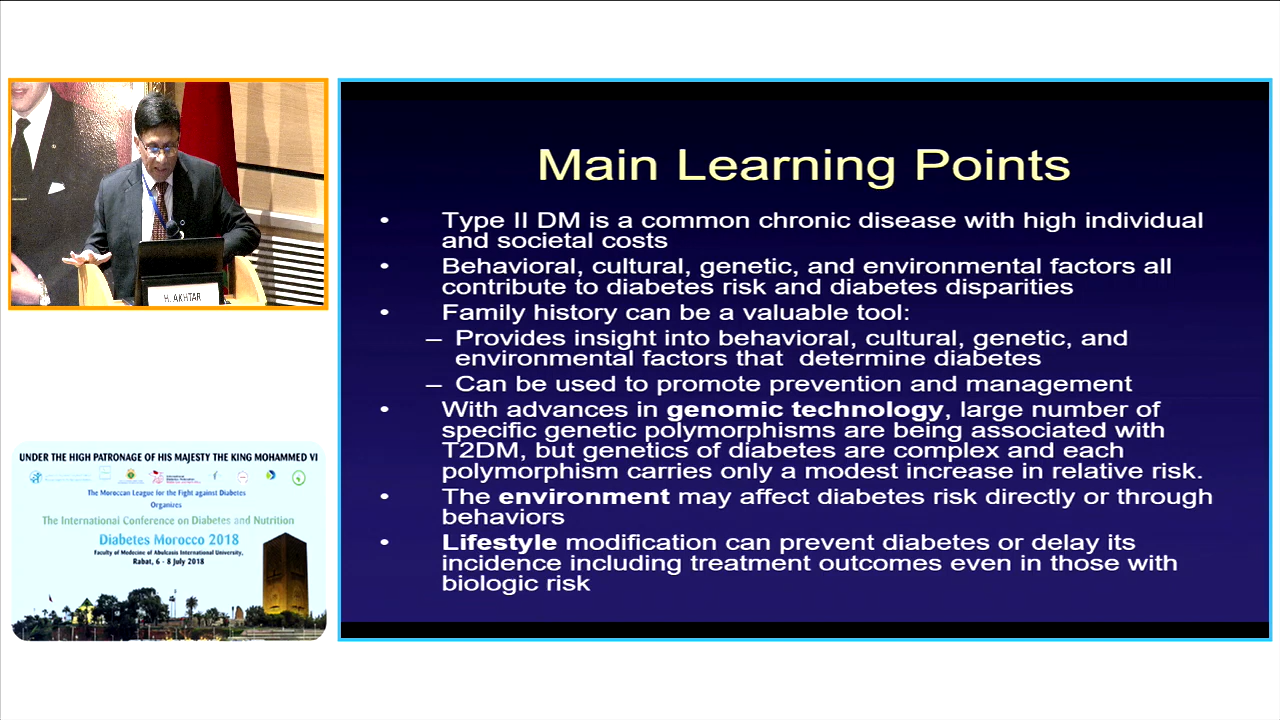 H. AKHTAR
UNDER THE HIGH PATRONAGE OF HIS MAJESTY THE KING MOHAMMED VI
The Moroccan League for the Fight against Diabetes
Organizes
The International Conference on Diabetes and Nutrition
Diabetes Morocco 2018
Faculty of Medecine of Abulcasis International University,
Rabat, 6 - 8 July 2018
Main Learning Points
• Type II DM is a common chronic disease with high individual
and societal costs
• Behavioral, cultural, genetic, and environmental factors all
contribute to diabetes risk and diabetes disparities
• Family history can be a valuable tool:
– Provides insight into behavioral, cultural, genetic, and
environmental factors that determine diabetes
– Can be used to promote prevention and management
• With advances in genomic technology, large number of
specific genetic polymorphisms are being associated with
T2DM, but genetics of diabetes are complex and each
polymorphism carries only a modest increase in relative risk.
• The environment may affect diabetes risk directly or through
behaviors
• Lifestyle modification can prevent diabetes or delay its
incidence including treatment outcomes even in those with
biologic risk